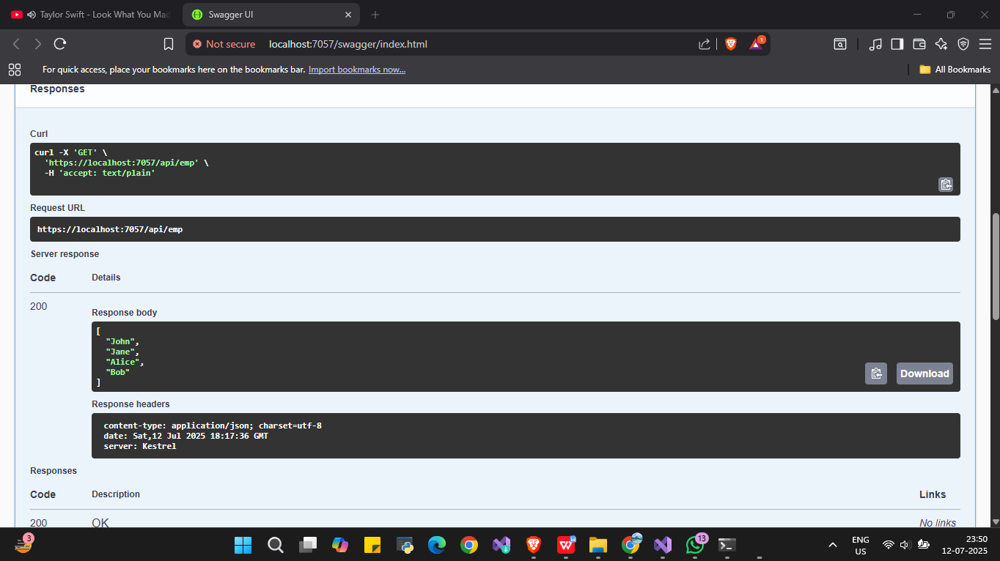 Taylor Swift - Look What You Mad
Swagger UI
Not secure
localhost:7057/swagger/index.html
1
For quick access, place your bookmarks here on the bookmarks bar. Import bookmarks now...
All Bookmarks
Responses
Curl
curl -X 'GET' \
'https://localhost:7057/api/emp' \
-H 'accept: text/plain'
Request URL
https://localhost:7057/api/emp
Server response
Code Details
200
Response body
[
"John",
"Jane",
"Alice",
"Bob"
]
Download
Response headers
content-type: application/json; charset=utf-8
date: Sat,12 Jul 2025 18:17:36 GMT
server: Kestrel
Responses
Code Description Links
200 OK No links
3
W
13
ENG
US
23:50
12-07-2025